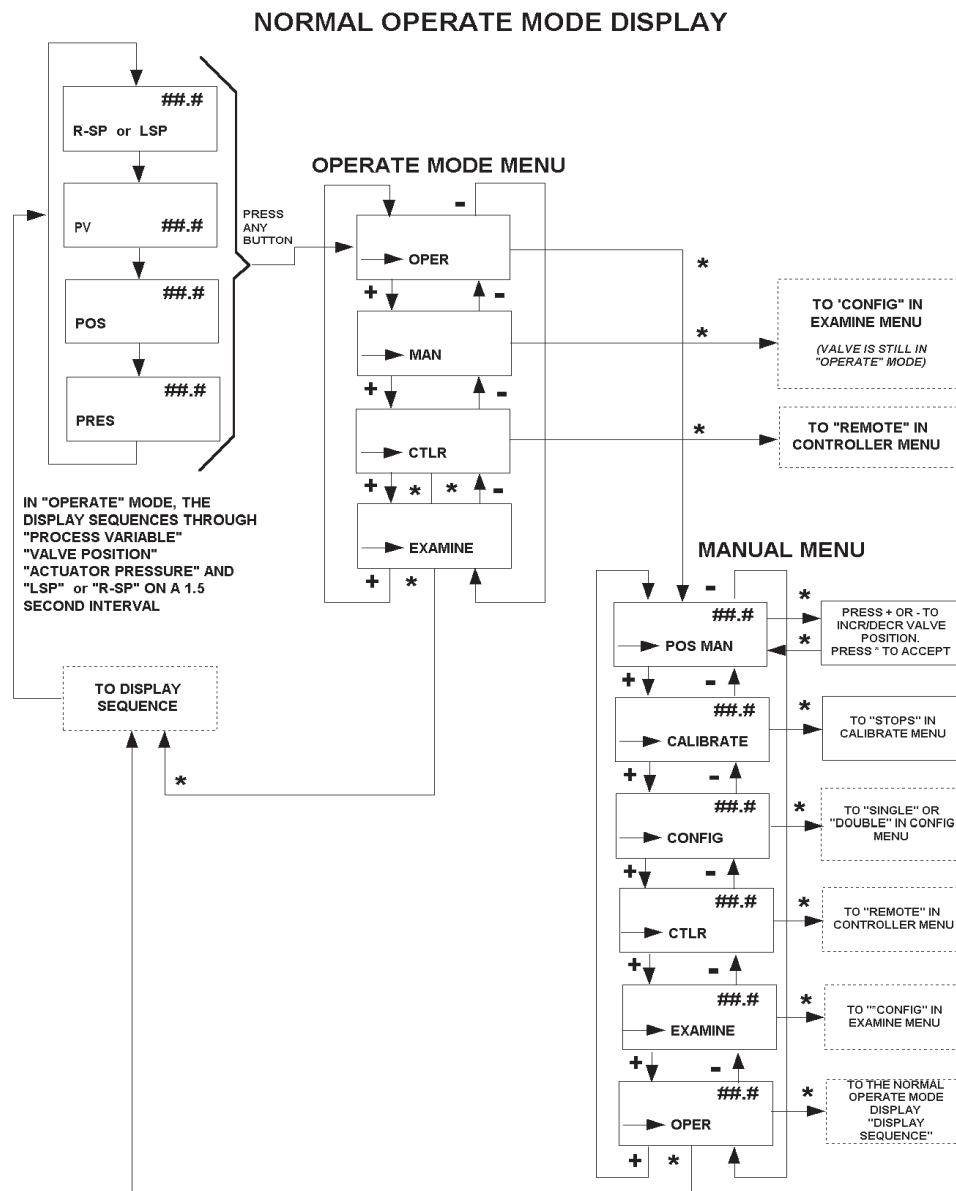 NORMAL OPERATE MODE DISPLAY
##.#
R-SP or LSP
PV ##.#
##.#
POS
##.#
PRES
PRESS
ANY
BUTTON
IN "OPERATE" MODE, THE
DISPLAY SEQUENCES THROUGH
"PROCESS VARIABLE"
"VALVE POSITION"
"ACTUATOR PRESSURE" AND
"LSP" or "R-SP" ON A 1.5
SECOND INTERVAL
TO DISPLAY
SEQUENCE
*
OPERATE MODE MENU
-
OPER
*
+ -
MAN
*
+ -
CTLR
*
+ * * -
EXAMINE
+ *
TO 'CONFIG" IN
EXAMINE MENU
(VALVE IS STILL IN
"OPERATE" MODE)
TO "REMOTE" IN
CONTROLLER MENU
MANUAL MENU
-
##.#
POS MAN
*
*
PRESS + OR - TO
INCR/DECR VALVE
POSITION.
PRESS * TO ACCEPT
+ -
##.#
CALIBRATE
*
TO "STOPS" IN
CALIBRATE MENU
+ -
##.#
CONFIG
*
TO "SINGLE" OR
"DOUBLE" IN CONFIG
MENU
+ -
##.#
CTLR
*
TO "REMOTE" IN
CONTROLLER MENU
+ -
##.#
EXAMINE
*
TO ""CONFIG" IN
EXAMINE MENU
+ -
##.#
OPER
*
TO THE NORMAL
OPERATE MODE
DISPLAY
"DISPLAY
SEQUENCE"
+ *